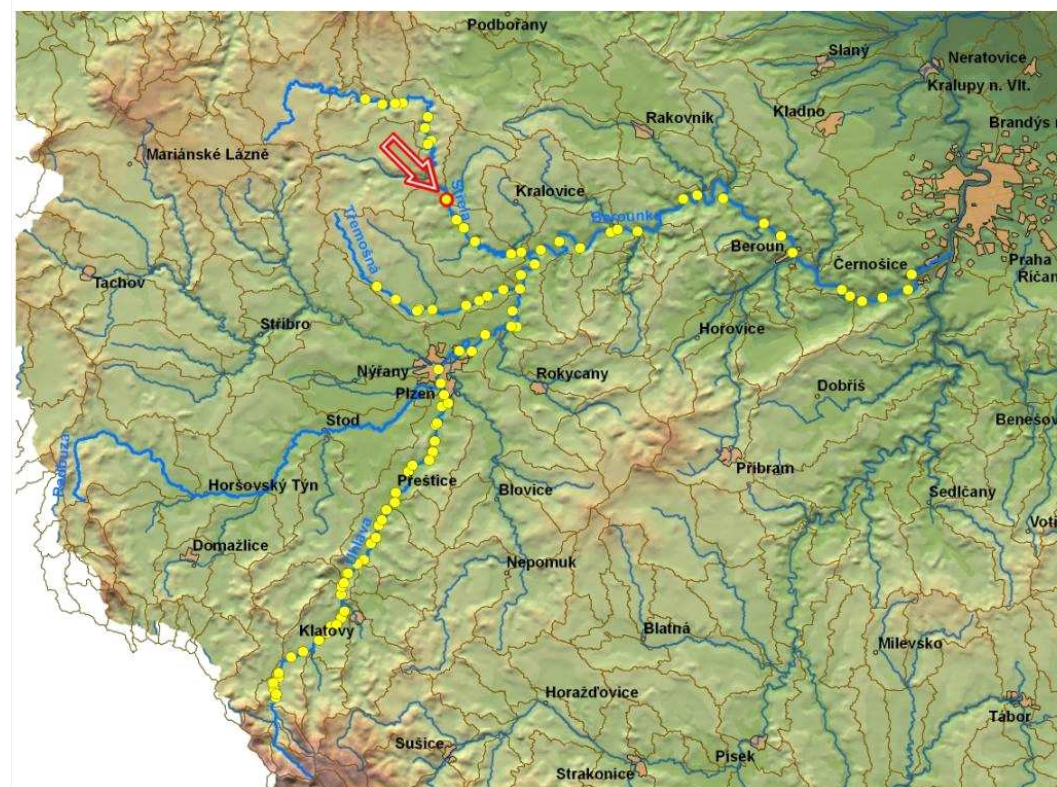 Podbořany
Slaný
Neratovice
Kralupy n. Vlt.
Kladno
Rakovník
Brandýs n
Mariánské Lázně
Kralovice
Střela
Berounka
Třemošná
Beroun
Černošice
Praha
Říčan
Tachov
Stříbro
Hořovice
Nýřany
Rokycany
Dobříš
Plzeň
Stod
Benešov
Radbuza
Příbram
Horšovský Týn
Přeštice
Blovice
Sedlčany
Voti
Úhlava
Domažlice
Nepomuk
Klatovy
Blatná
Milevsko
Horažďovice
Tábor
Sušice
Písek
Strakonice